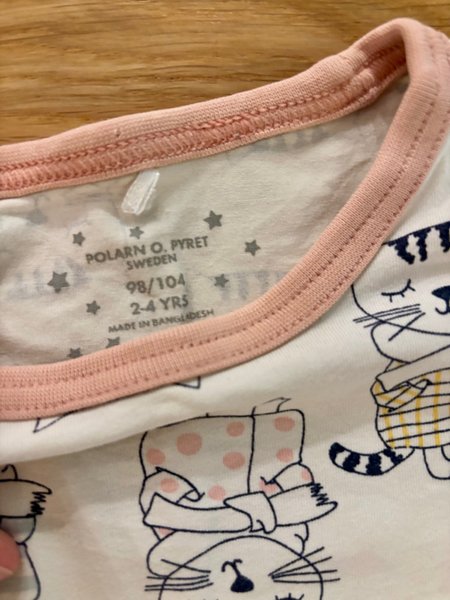 POLARN O. PYRET
SWEDEN
98/104
2-4 YRS
MADE IN BANGLADESH